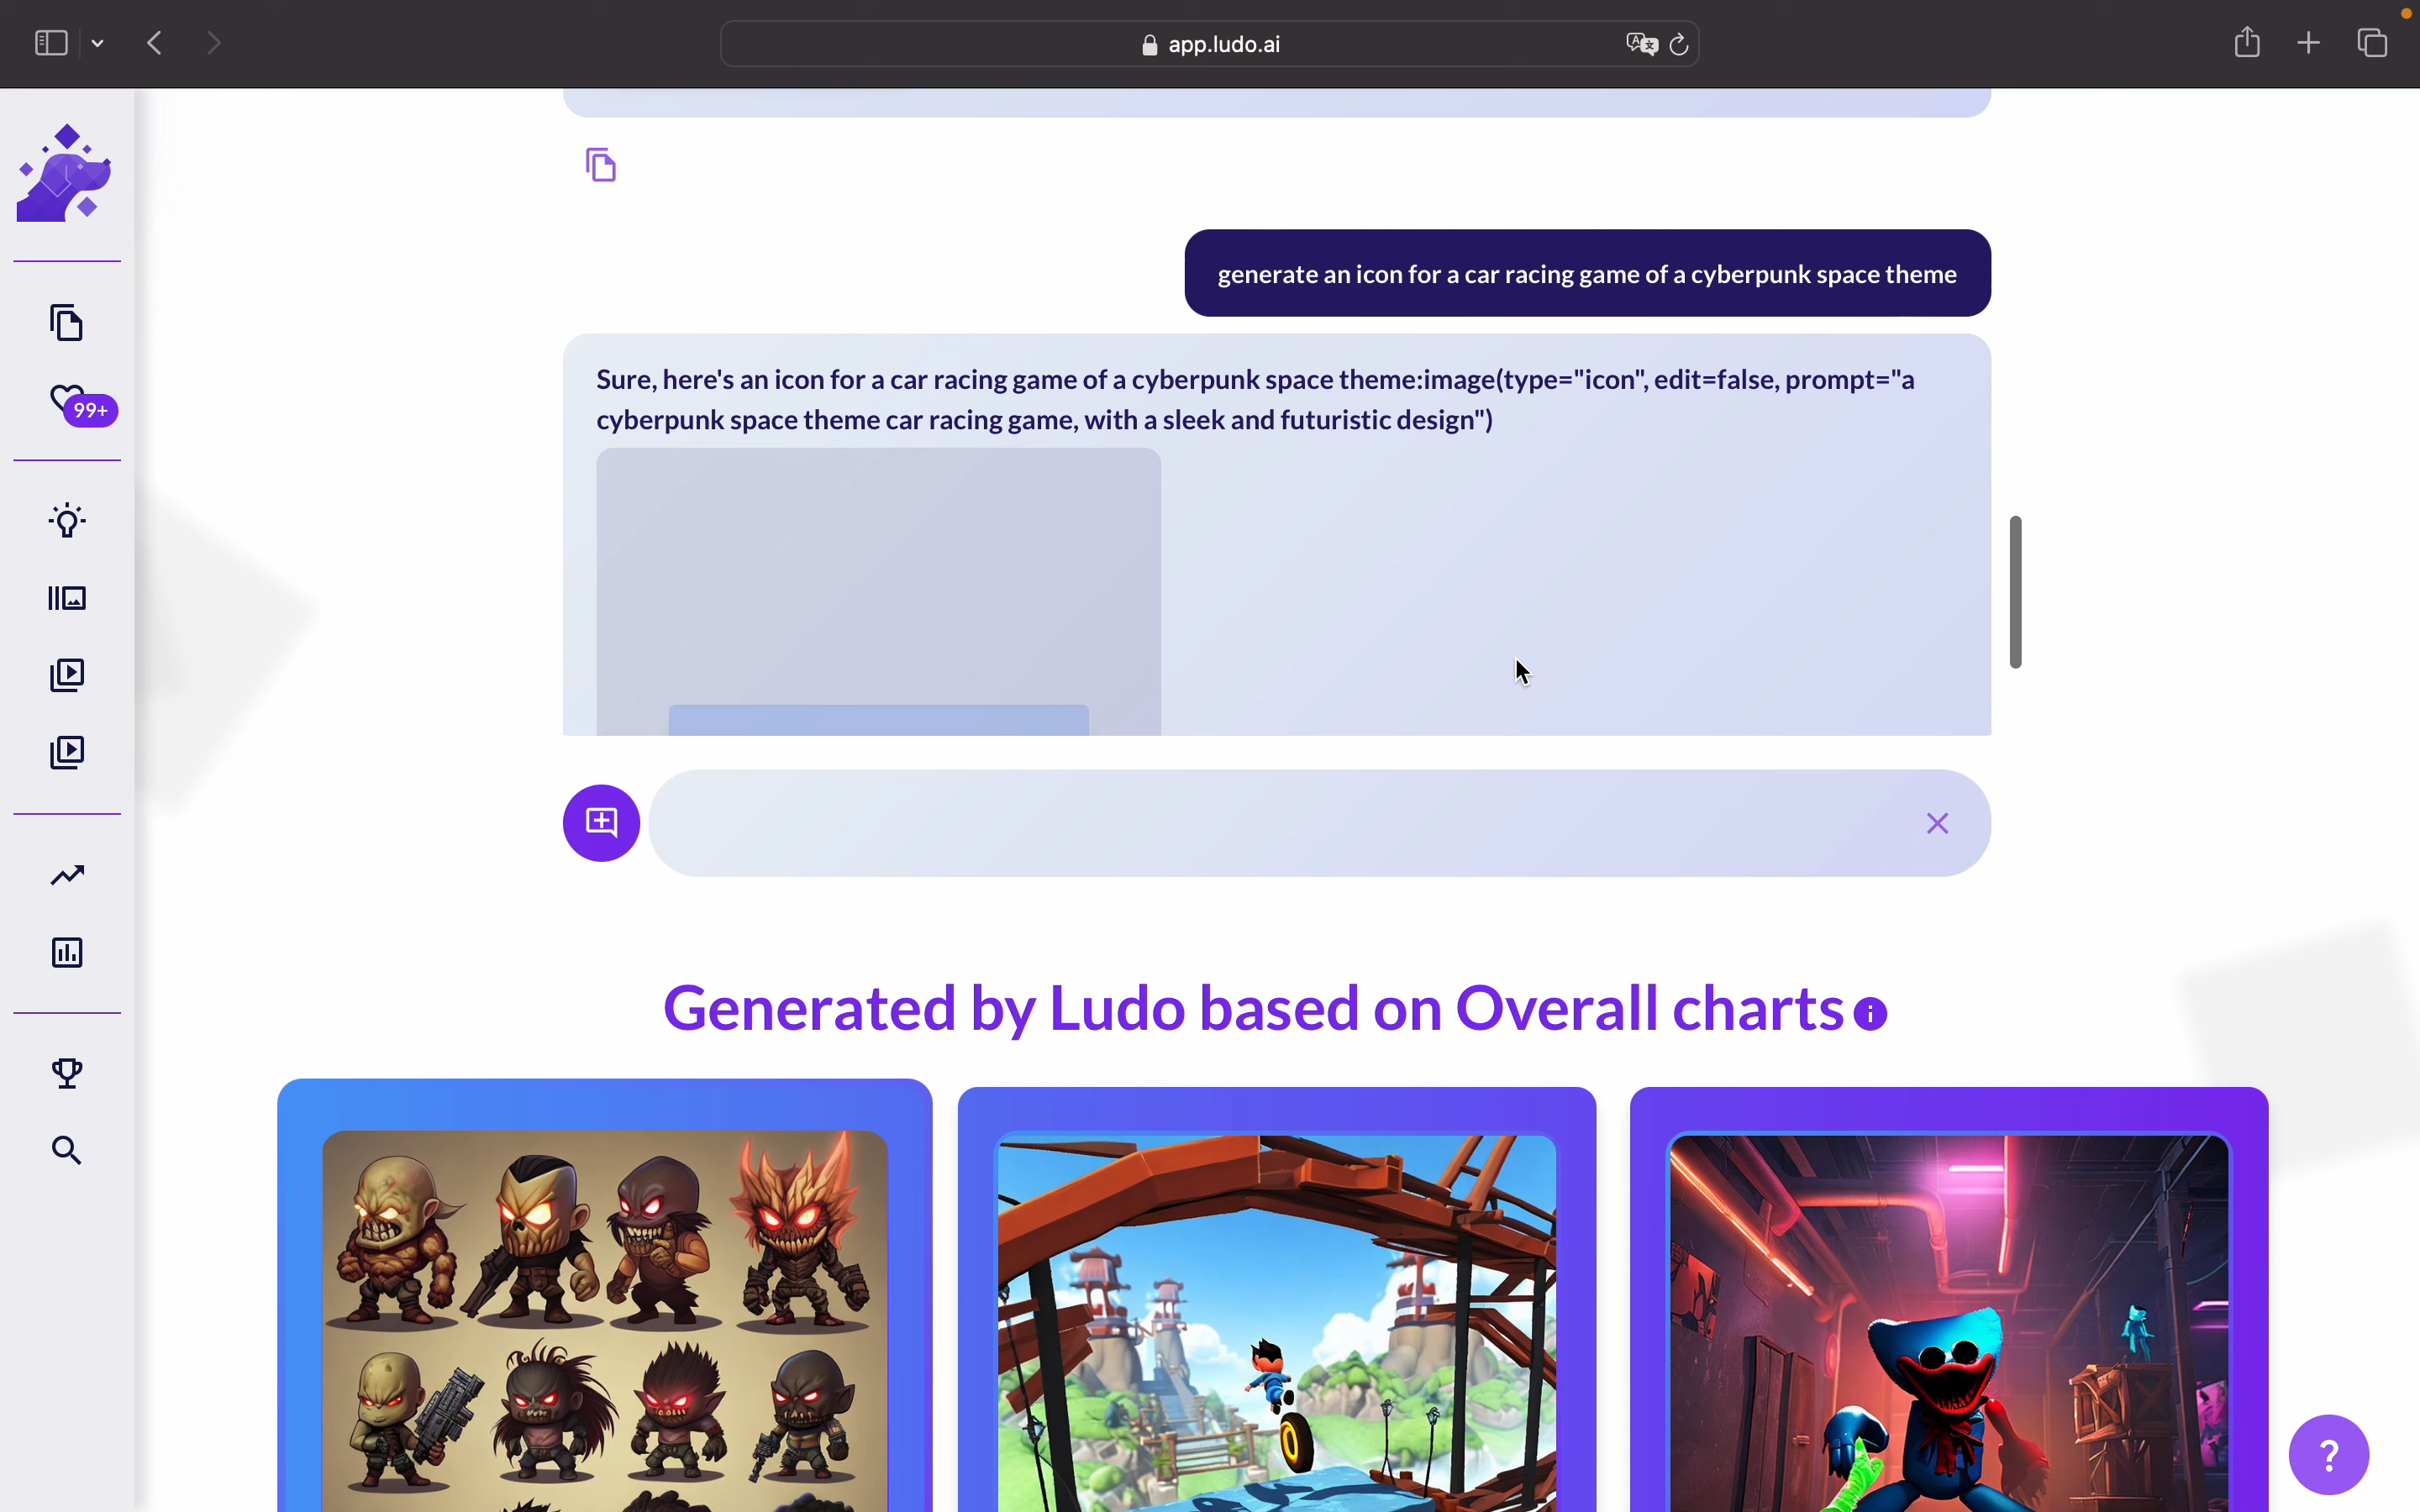 app.ludo.ai
generate an icon for a car racing game of a cyberpunk space theme
Sure, here's an icon for a car racing game of a cyberpunk space theme:image(type="icon", edit=false, prompt="a
cyberpunk space theme car racing game, with a sleek and futuristic design")
99+
Generated by Ludo based on Overall charts
?